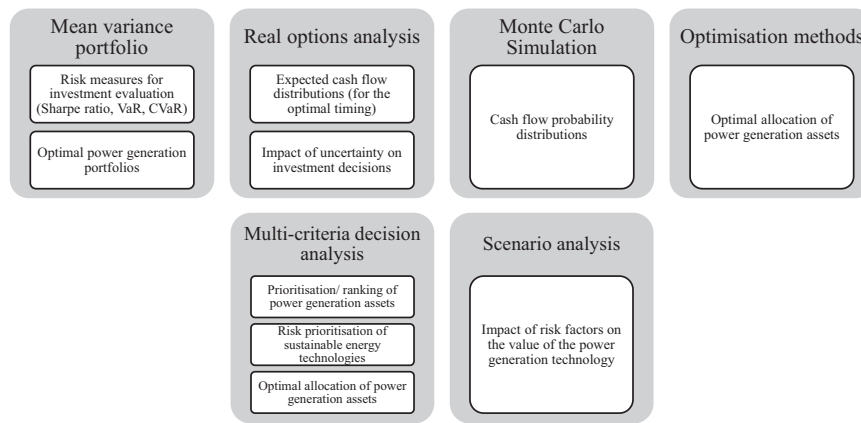 Mean variance
portfolio
Risk measures for
investment evaluation
(Sharpe ratio, VaR, CVaR)
Optimal power generation
portfolios
Real options analysis
Expected cash flow
distributions (for the
optimal timing)
Impact of uncertainty on
investment decisions
Monte Carlo
Simulation
Cash flow probability
distributions
Optimisation methods
Optimal allocation of
power generation assets
Multi-criteria decision
analysis
Prioritisation/ ranking of
power generation assets
Risk prioritisation of
sustainable energy
technologies
Optimal allocation of power
generation assets
Scenario analysis
Impact of risk factors on
the value of the power
generation technology